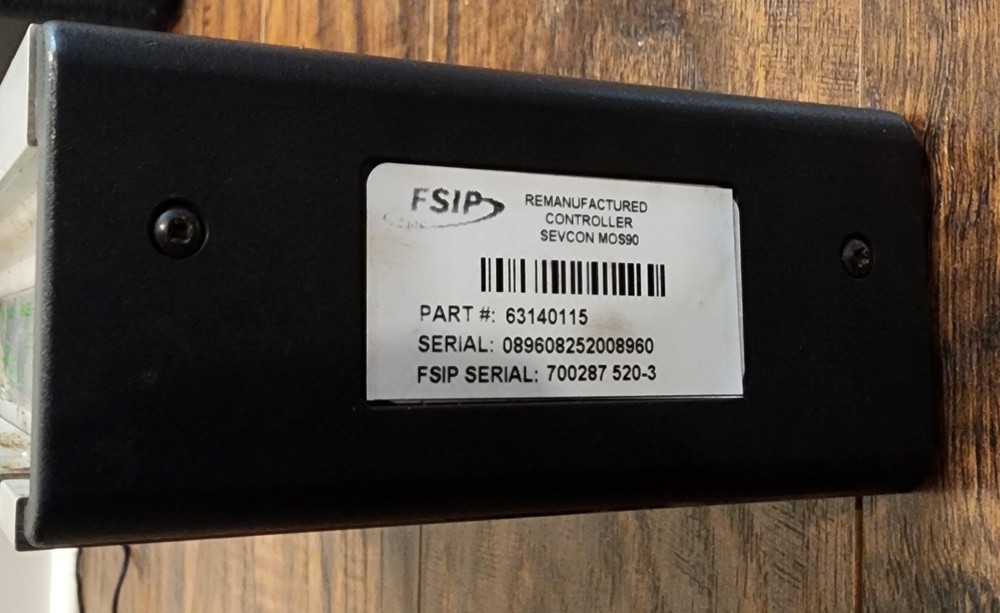 FSIP
REMANUFACTURED
CONTROLLER
SEVCON MOS90
PART #: 63140115
SERIAL: 089608252008960
FSIP SERIAL: 700287 520-3